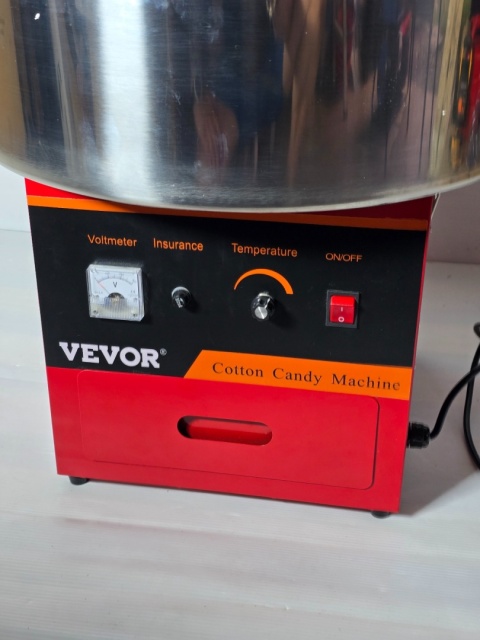 Voltmeter Insurance Temperature ON/OFF
V
I
O
VEVOR®
Cotton Candy Machine